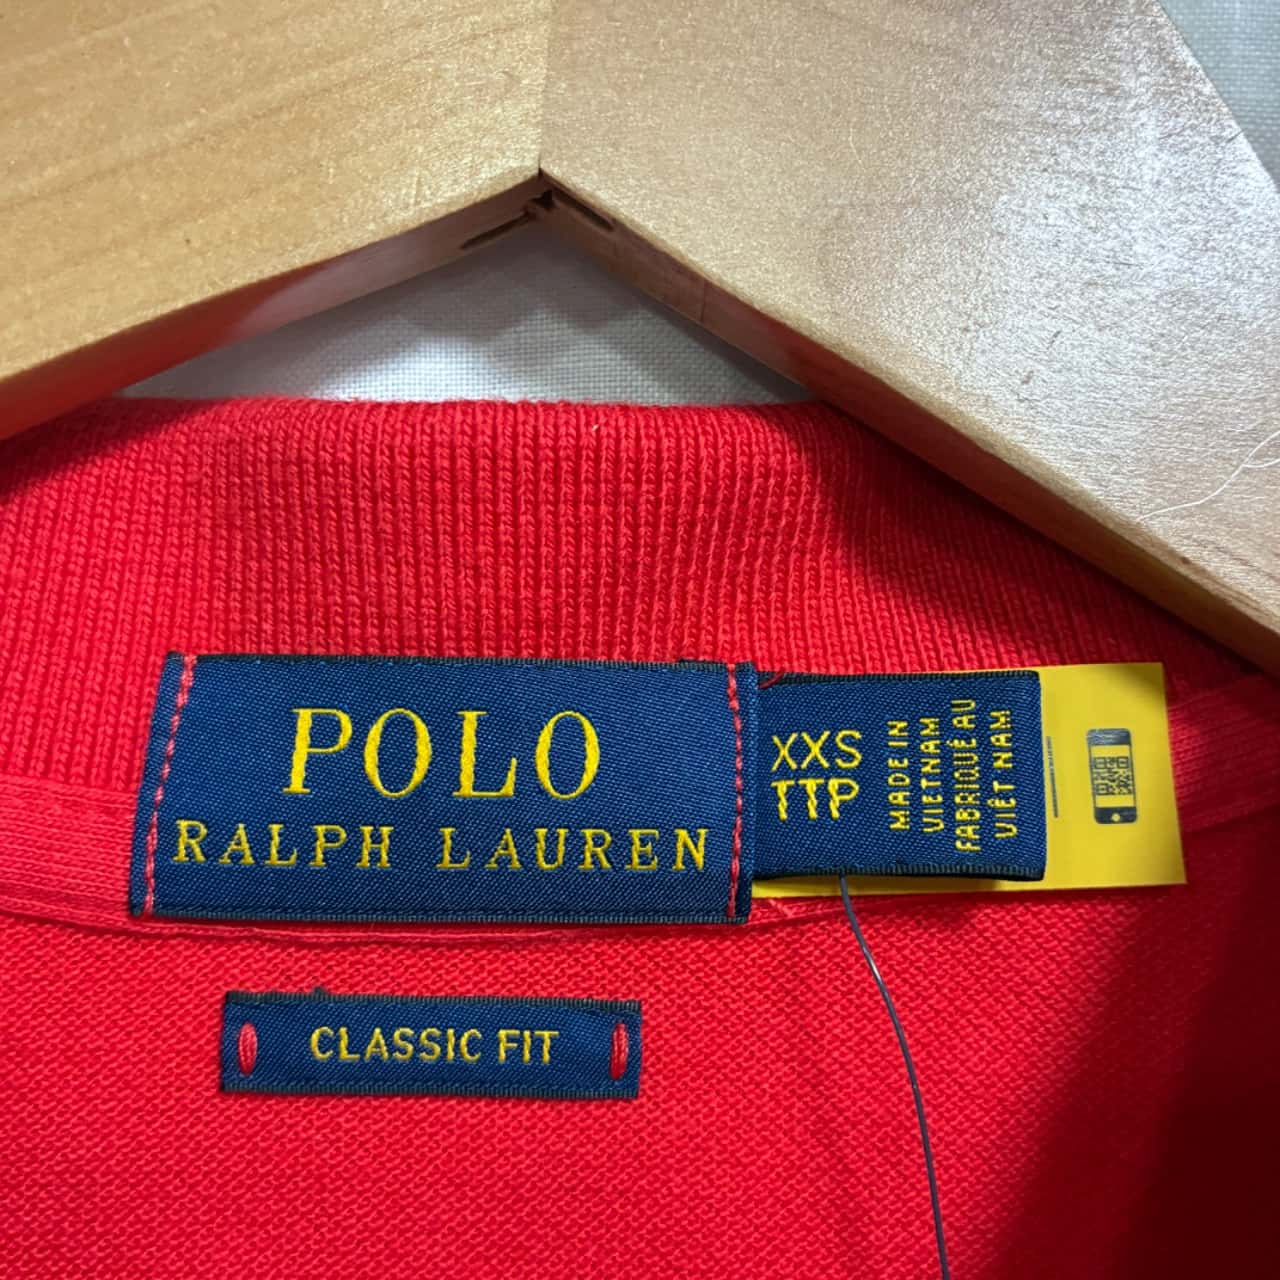 POLO
RALPH LAUREN
XXS
TTP
MADE IN
VIETNAM
FABRIQUÉ AU
VIÊT NAM
CLASSIC FIT